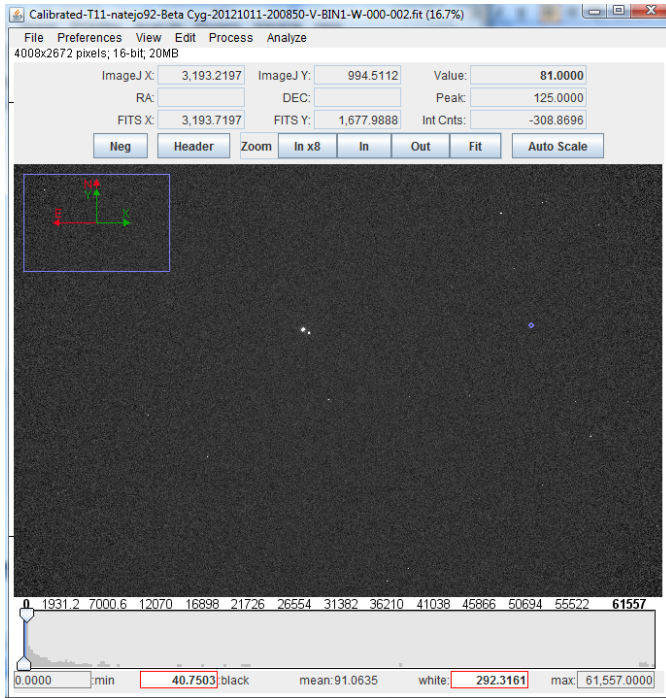 Calibrated-T11-natejo92-Beta Cyg-20121011-200850-V-BIN1-W-000-002.fit (16.7%)
File Preferences View Edit Process Analyze
4008x2672 pixels; 16-bit; 20MB
ImageJ X: 3,193.2197 ImageJ Y: 994.5112 Value: 81.0000
RA: DEC: Peak: 125.0000
FITS X: 3,193.7197 FITS Y: 1,677.9888 Int Cnts: -308.8696
Neg Header Zoom In x8 In Out Fit Auto Scale
N
Y
E X
0 1931.2 7000.6 12070 16898 21726 26554 31382 36210 41038 45866 50694 55522 61557
0.0000 :min 40.7503 :black mean: 91.0635 white: 292.3161 max: 61,557.0000